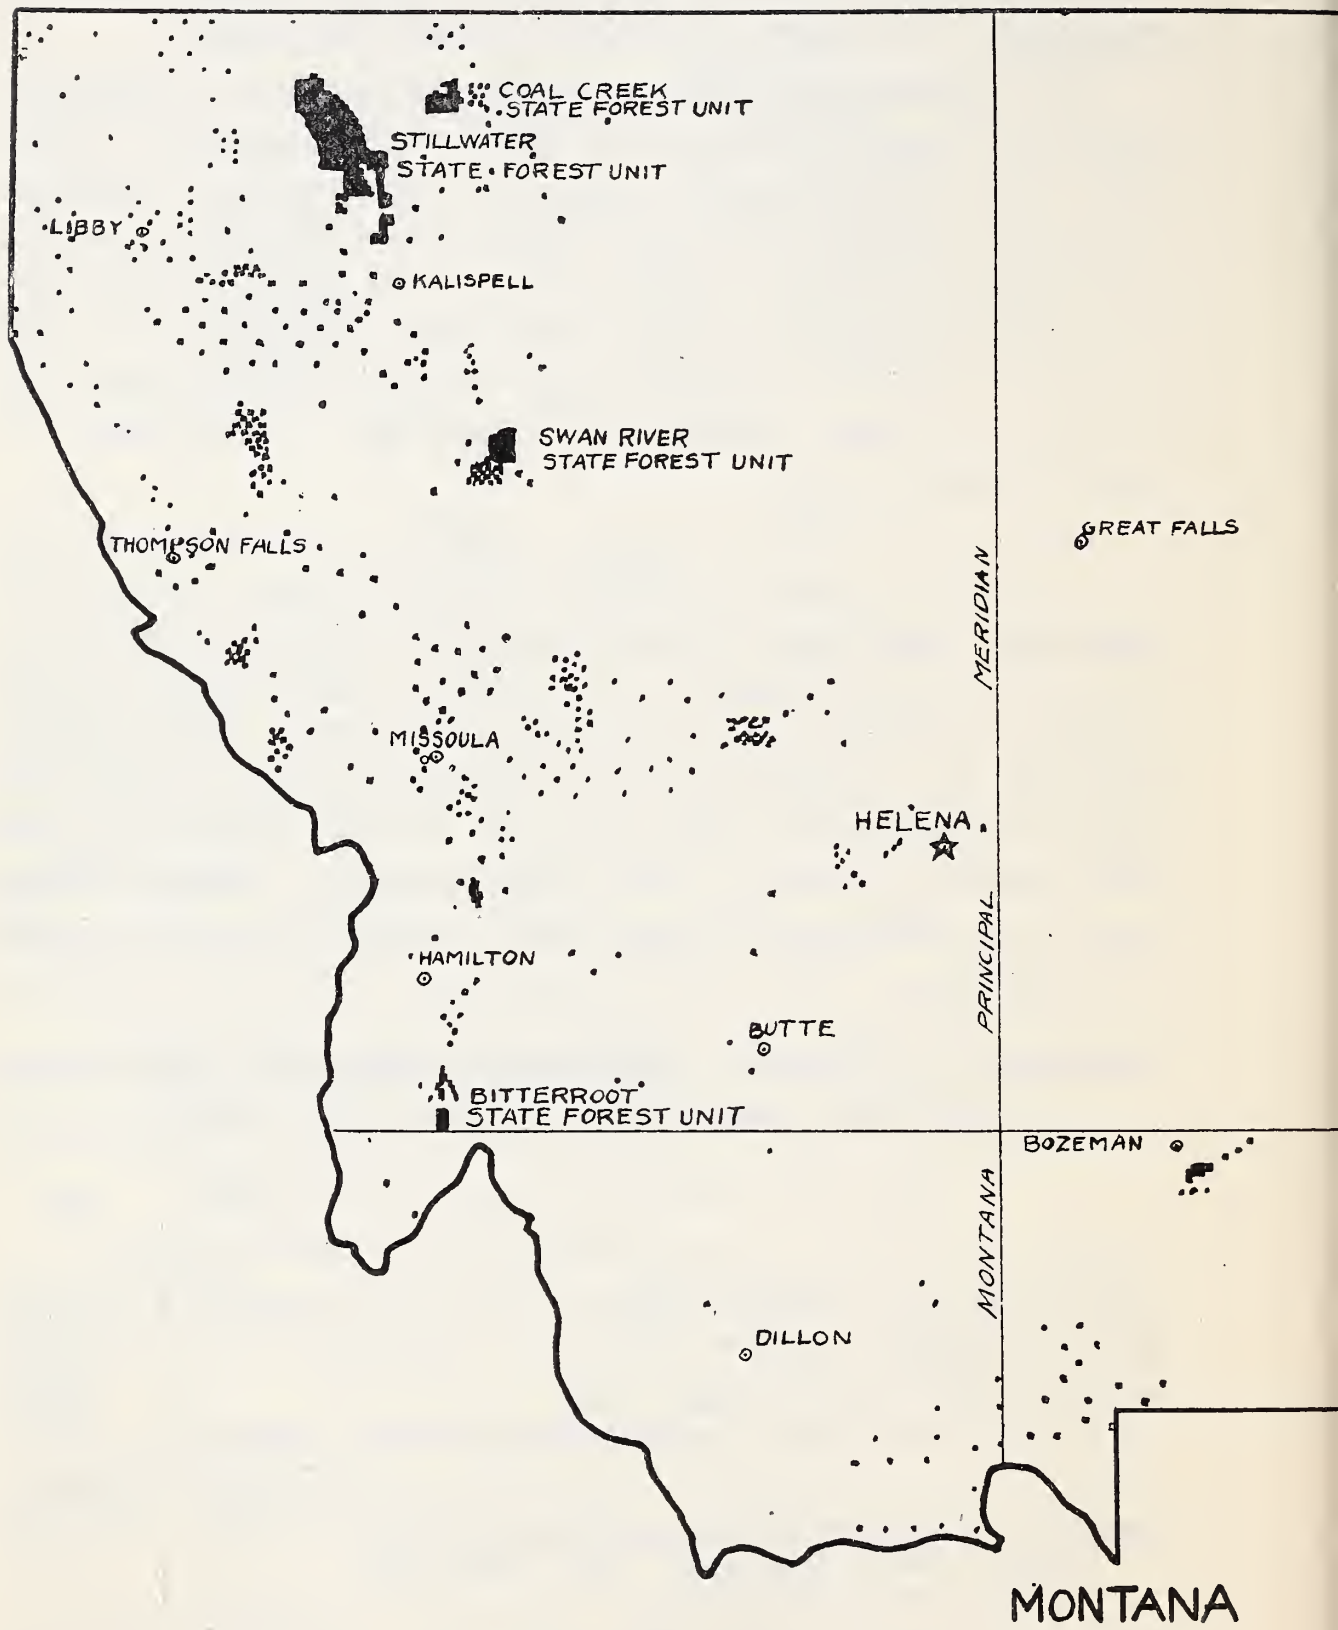 COAL CREEK
STATE FOREST UNIT
STILLWATER
STATE FOREST UNIT
LIBBY
KALISPELL
SWAN RIVER
STATE FOREST UNIT
GREAT FALLS
THOMPSON FALLS
MERIDIAN
MISSOULA
HELENA
PRINCIPAL
HAMILTON
BUTTE
BITTERROOT
STATE FOREST UNIT
BOZEMAN
MONTANA
DILLON
MONTANA